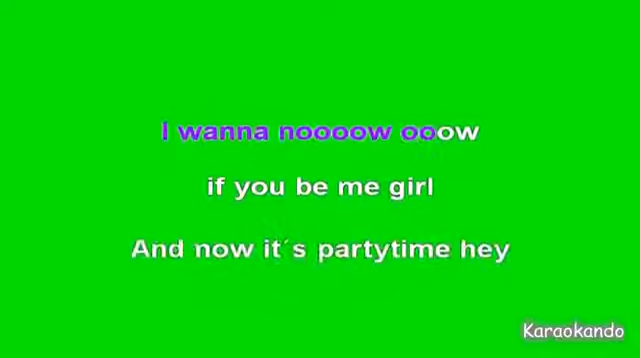 I wanna noooow ooow
if you be me girl
And now it´s partytime hey
Karaokando